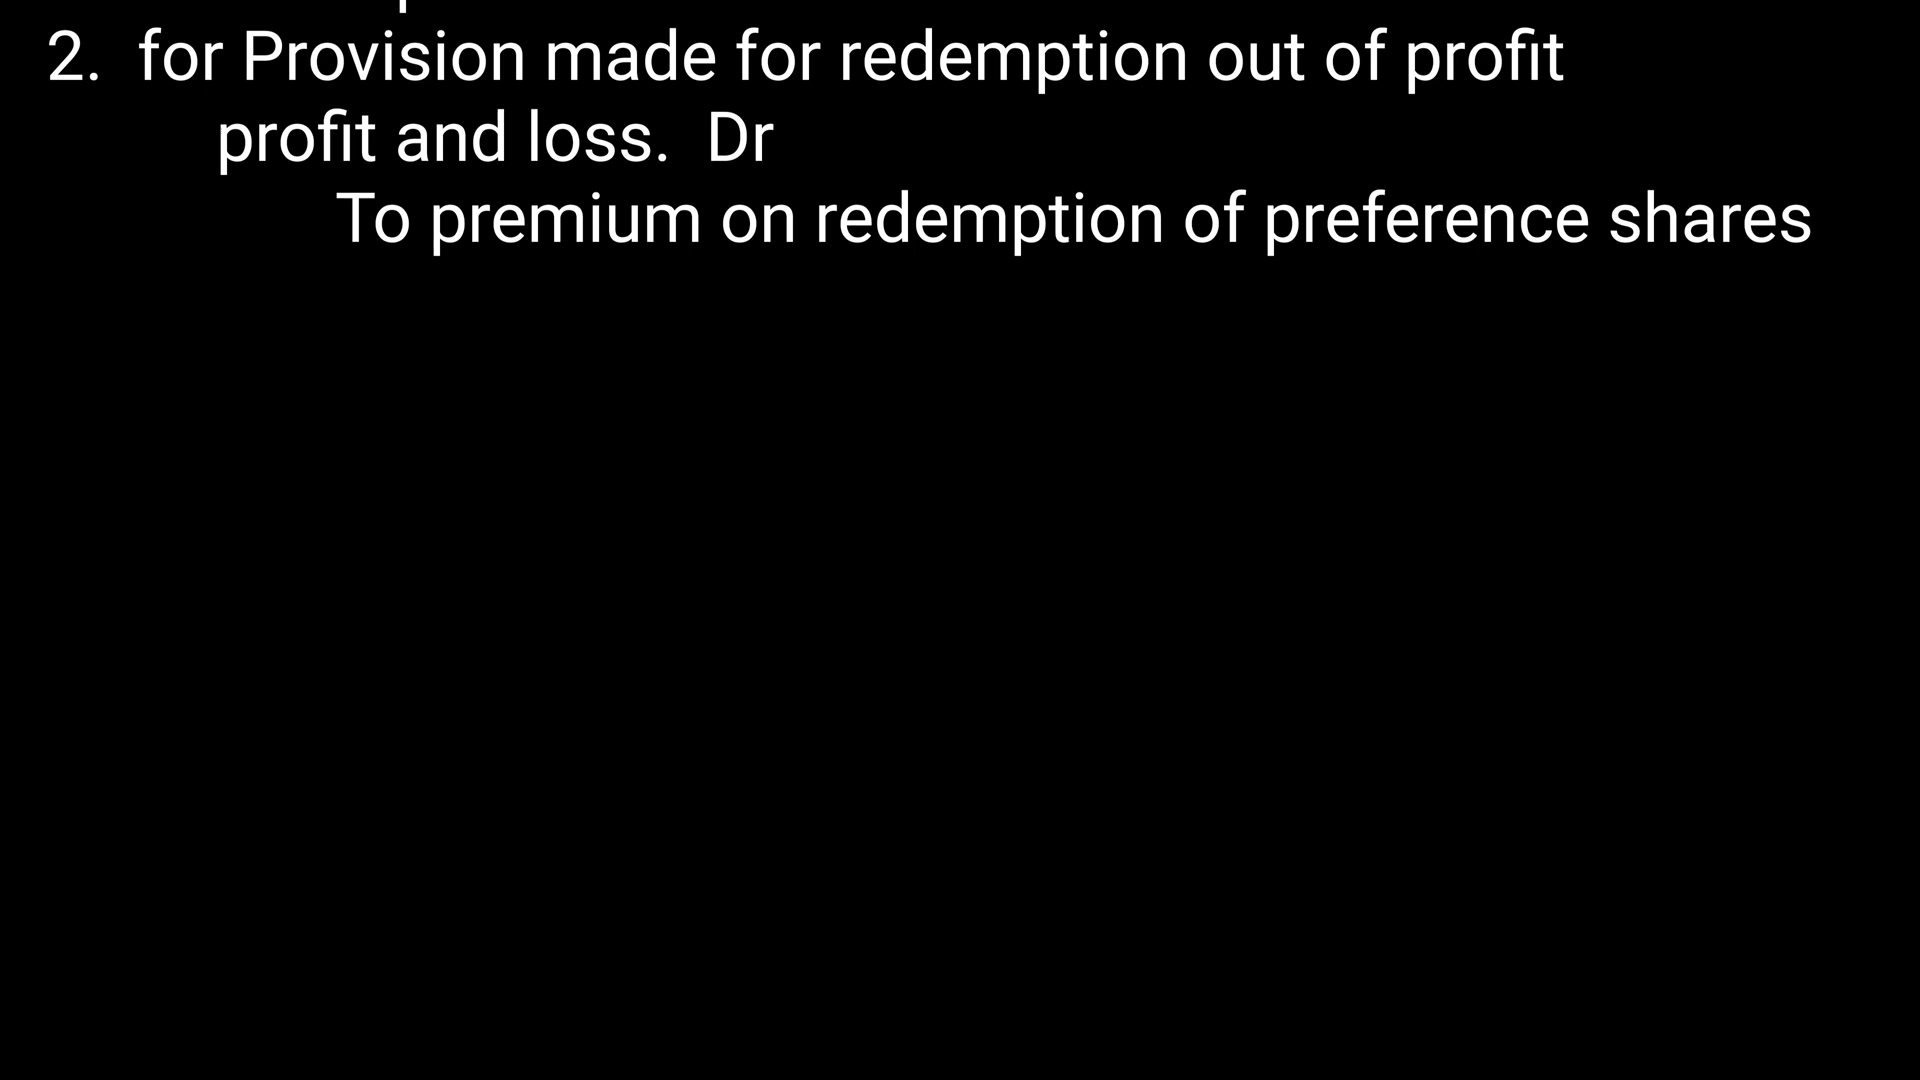 2. for Provision made for redemption out of profit
profit and loss. Dr
To premium on redemption of preference shares